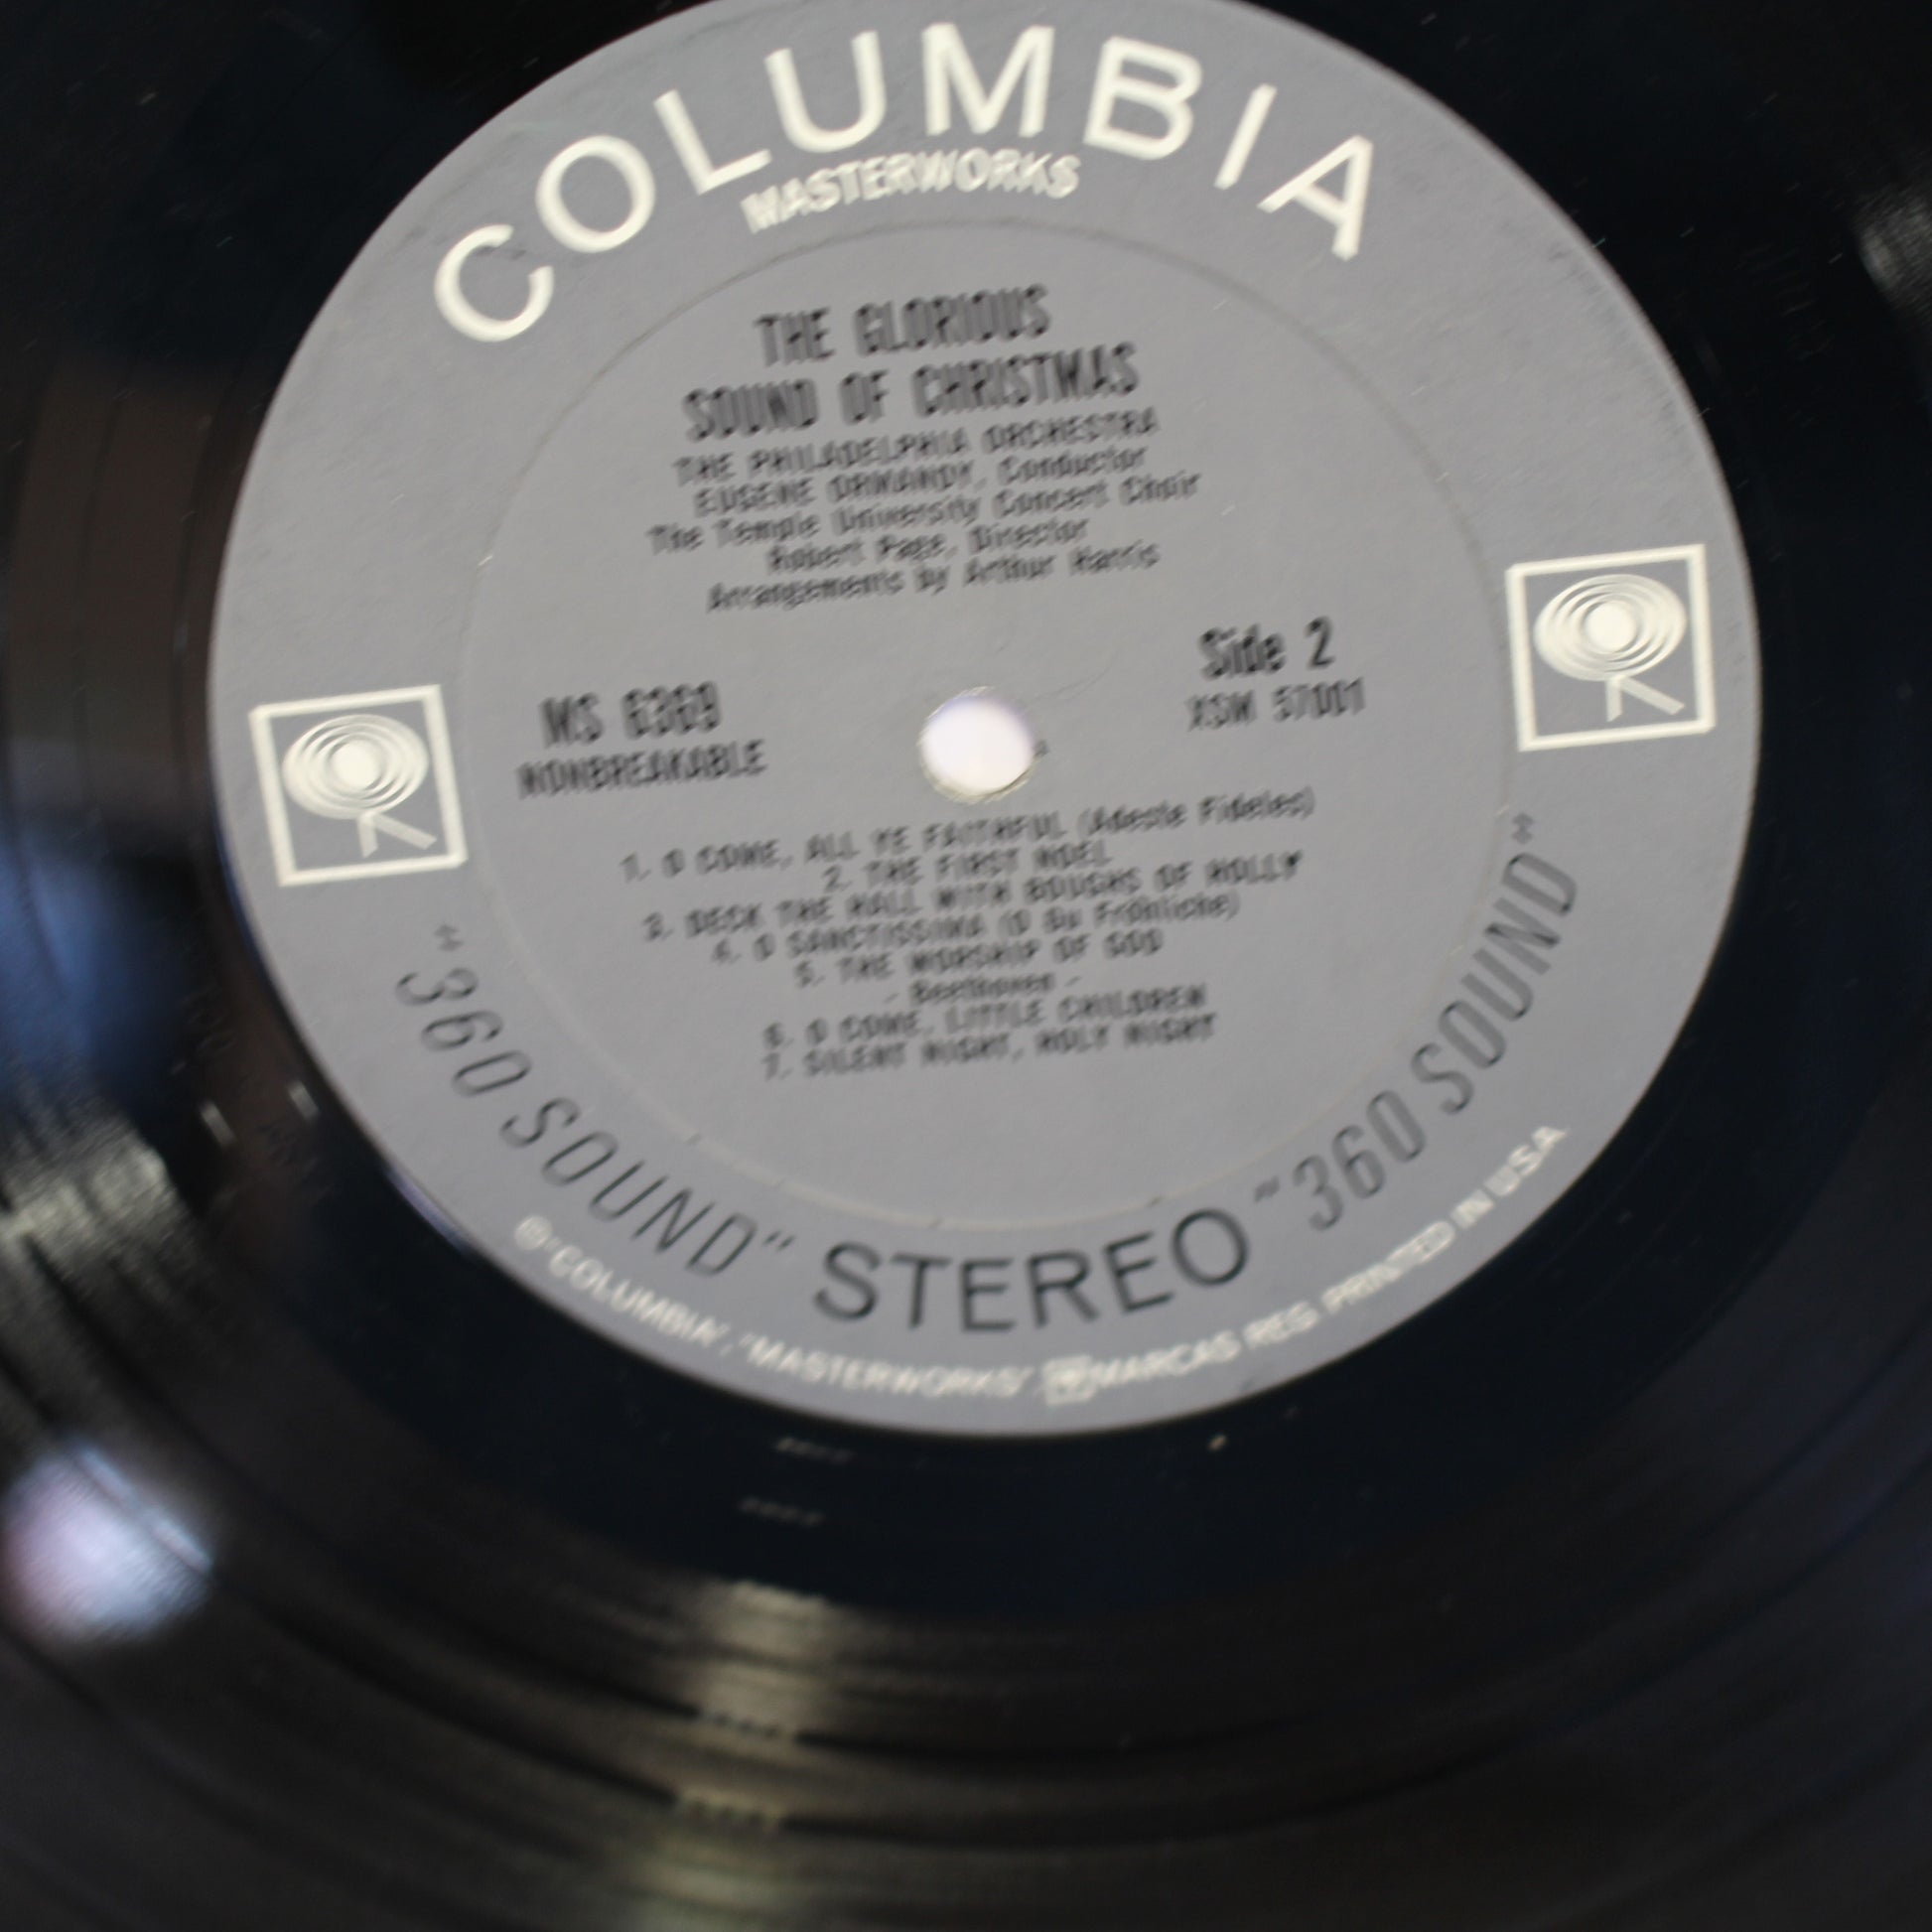 COLUMBIA
MASTERWORKS
THE GLORIOUS
SOUND OF CHRISTMAS
THE PHILADELPHIA ORCHESTRA
EUGENE ORMANDY, Conductor
The Temple University Concert Choir
Robert Page, Director
Arrangements by Arthur Harris
Side 2
XSM 57001
MS 6369
NONBREAKABLE
1. O COME, ALL YE FAITHFUL (Adeste Fideles)
2. THE FIRST NOEL
3. DECK THE HALL WITH BOUGHS OF HOLLY
4. O SANCTISSIMA (O Du Fröhliche)
5. THE WORSHIP OF GOD
- Beethoven -
6. O COME, LITTLE CHILDREN
7. SILENT NIGHT, HOLY NIGHT
"360 SOUND" STEREO "360 SOUND"
® "COLUMBIA", "MASTERWORKS", MARCAS REG. PRINTED IN U.S.A.